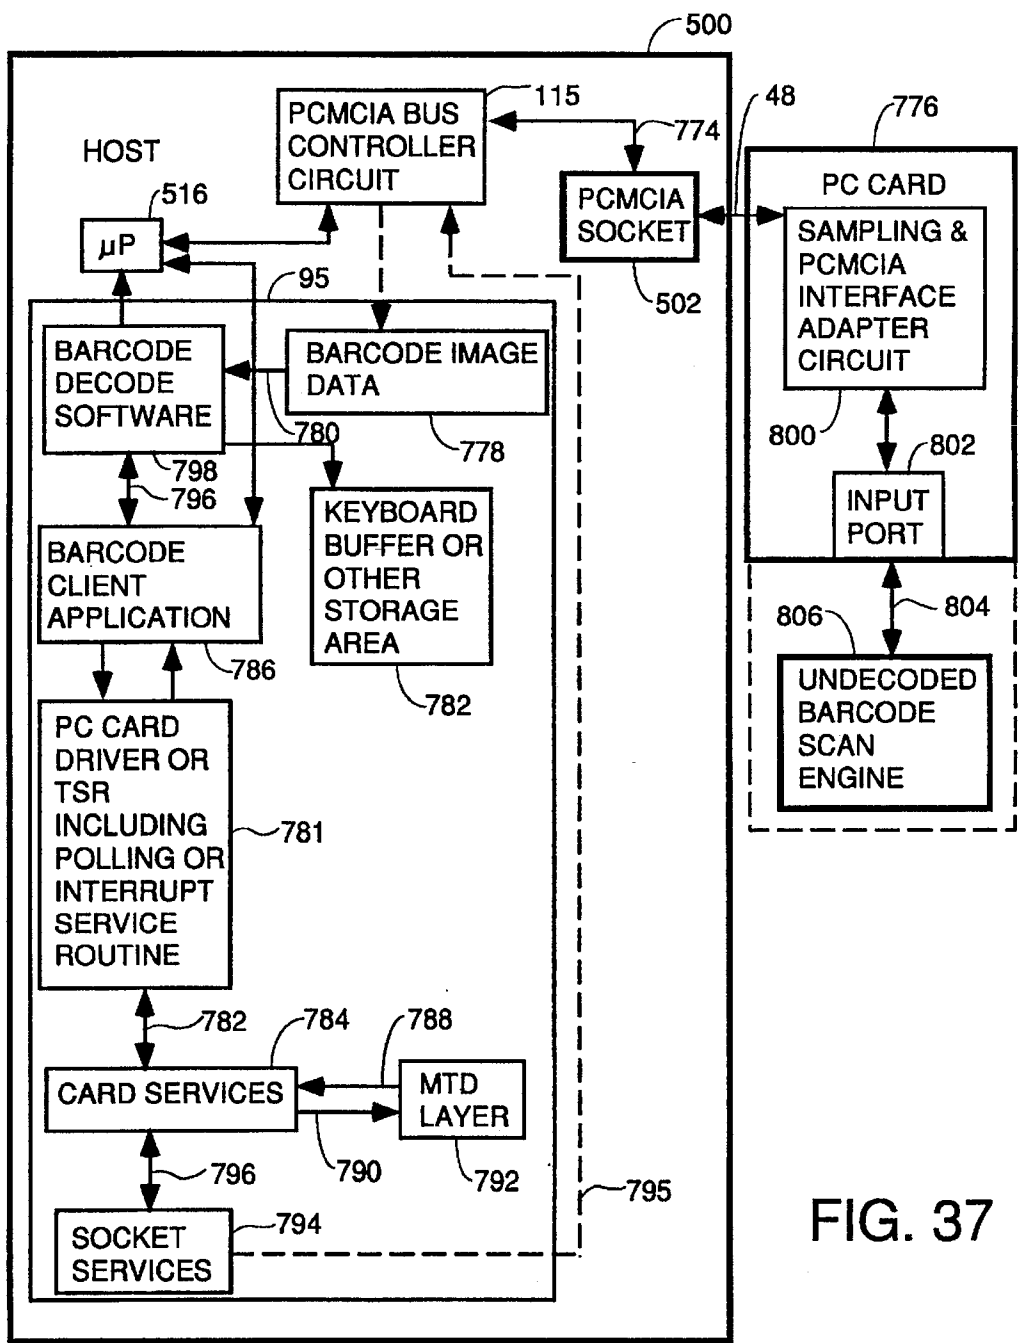 500
PCMCIA BUS
CONTROLLER
CIRCUIT
115
774
48
776
HOST
516
µP
PCMCIA
SOCKET
502
PC CARD
SAMPLING &
PCMCIA
INTERFACE
ADAPTER
CIRCUIT
800
802
INPUT
PORT
804
806
UNDECODED
BARCODE
SCAN
ENGINE
95
BARCODE
DECODE
SOFTWARE
BARCODE IMAGE
DATA
780
778
798
796
KEYBOARD
BUFFER OR
OTHER
STORAGE
AREA
782
BARCODE
CLIENT
APPLICATION
786
PC CARD
DRIVER OR
TSR
INCLUDING
POLLING OR
INTERRUPT
SERVICE
ROUTINE
781
782
784
788
CARD SERVICES
MTD
LAYER
790
792
796
794
SOCKET
SERVICES
795
FIG. 37